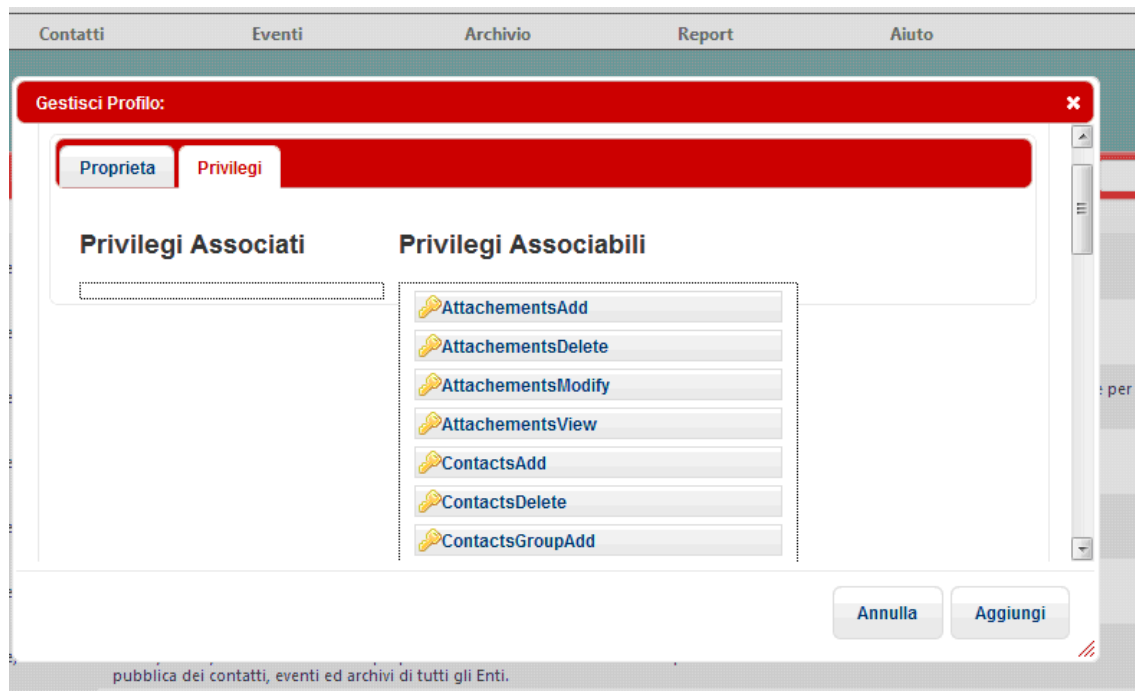 Contatti Eventi Archivio Report Aiuto
Gestisci Profilo:
Proprieta Privilegi
Privilegi Associati Privilegi Associabili
AttachementsAdd
AttachementsDelete
AttachementsModify
e per
AttachementsView
ContactsAdd
ContactsDelete
ContactsGroupAdd
Annulla Aggiungi
pubblica dei contatti, eventi ed archivi di tutti gli Enti.